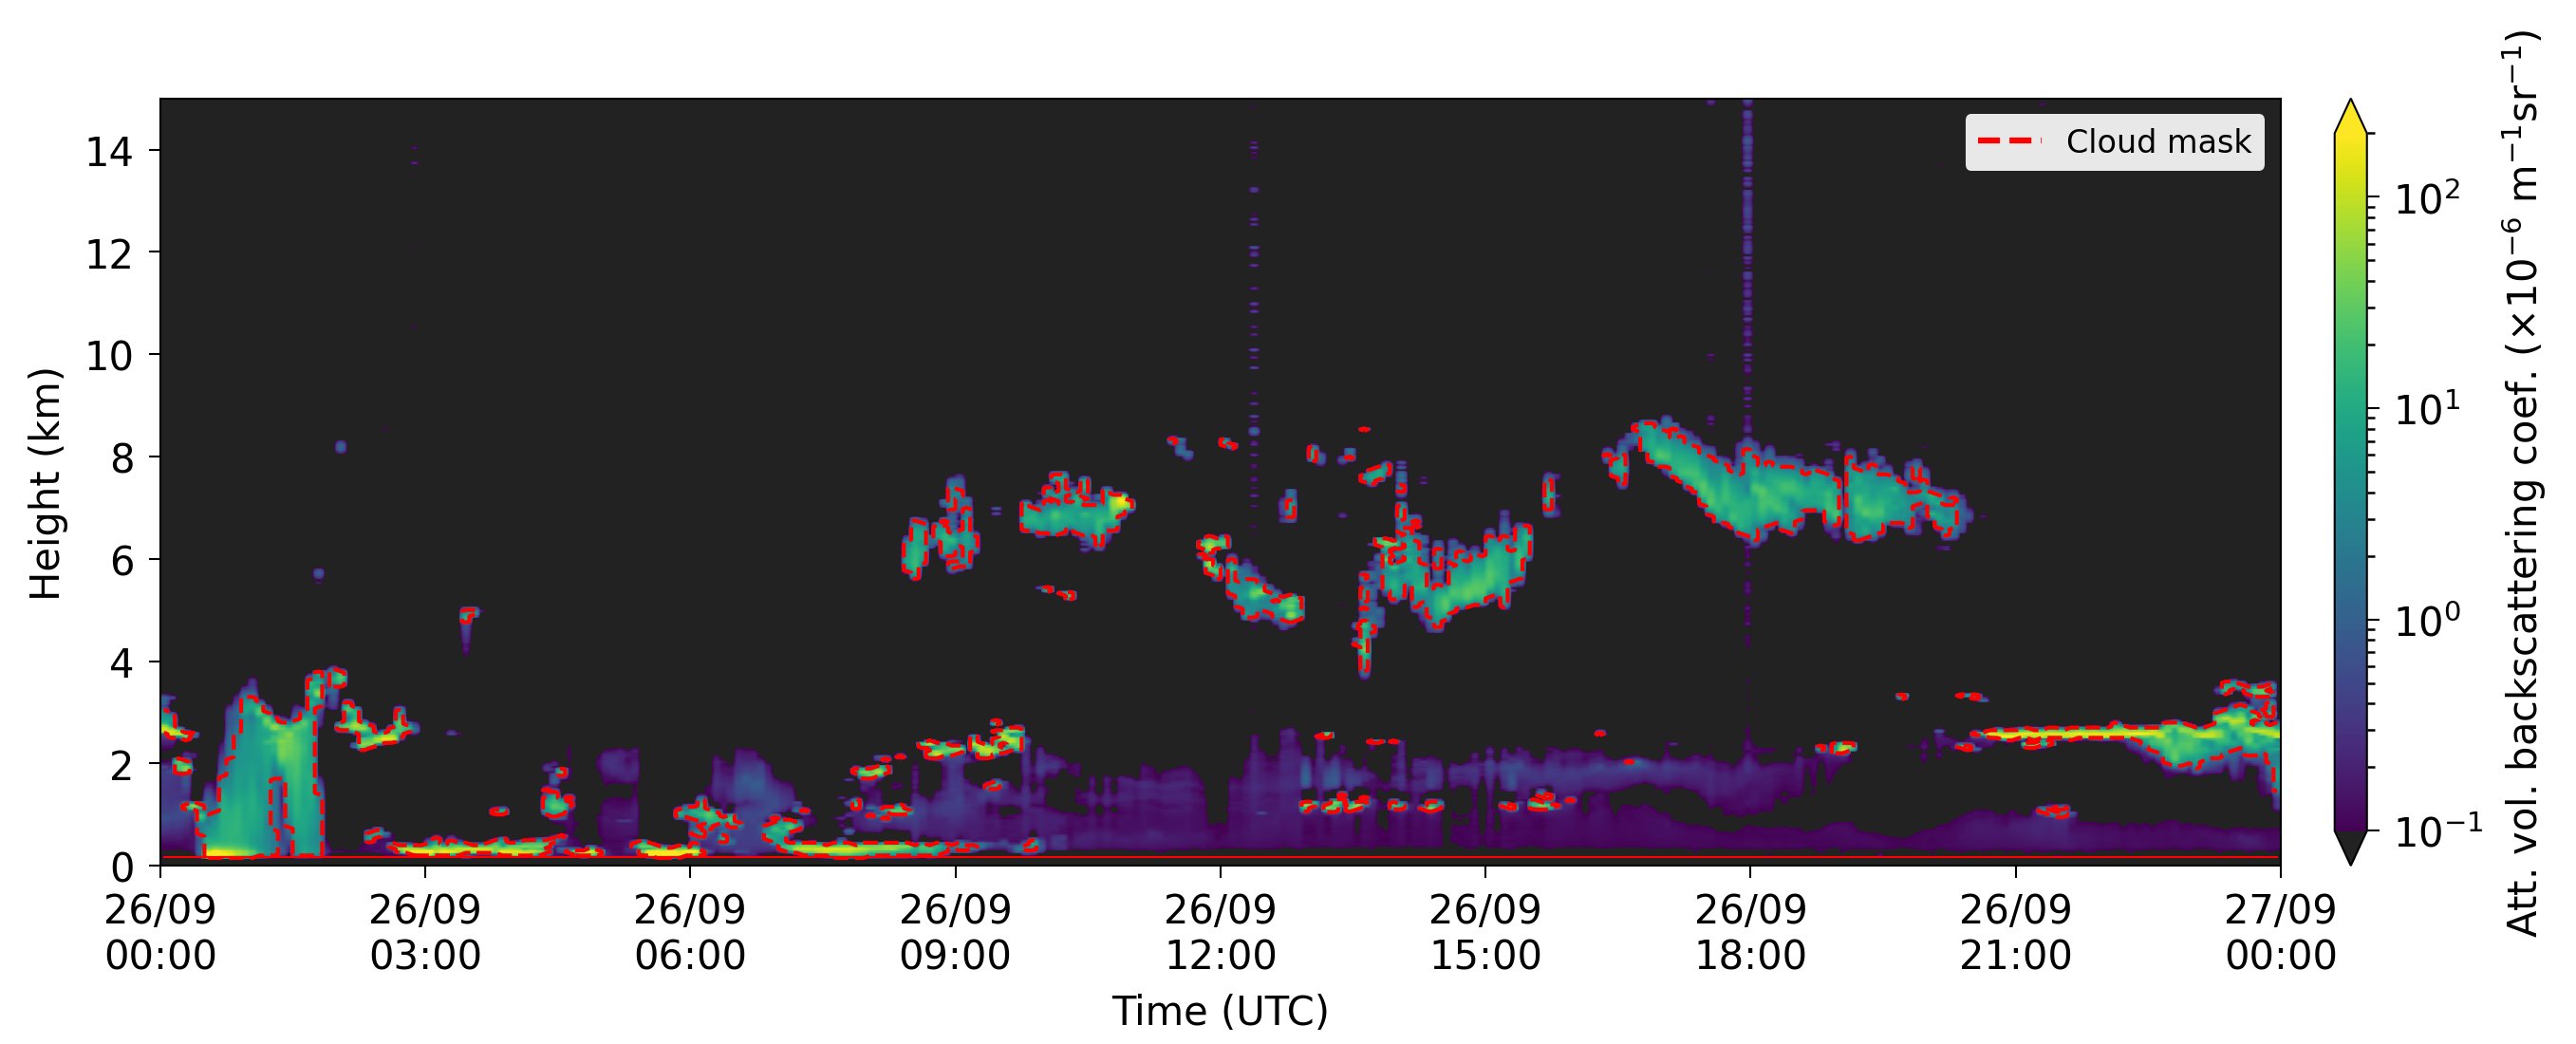 Cloud mask
14
12
10
8
6
4
2
0
Height (km)
26/09 26/09 26/09 26/09 26/09 26/09 26/09 26/09 27/09
00:00 03:00 06:00 09:00 12:00 15:00 18:00 21:00 00:00
Time (UTC)
10²
10¹
10⁰
10⁻¹
Att. vol. backscattering coef. (×10⁻⁶ m⁻¹sr⁻¹)